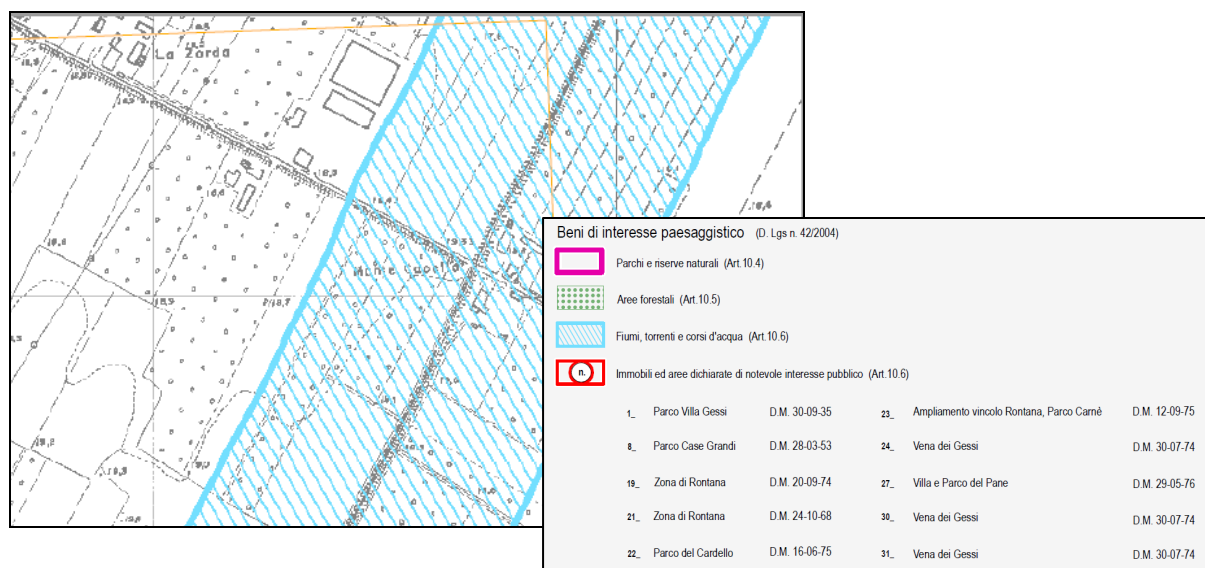 La Zorda
Monte Capella
Beni di interesse paesaggistico (D. Lgs n. 42/2004)
Parchi e riserve naturali (Art.10.4)
Aree forestali (Art.10.5)
Fiumi, torrenti e corsi d'acqua (Art.10.6)
n. Immobili ed aree dichiarate di notevole interesse pubblico (Art.10.6)
1_ Parco Villa Gessi D.M. 30-09-35 23_ Ampliamento vincolo Rontana, Parco Carnè D.M. 12-09-75
8_ Parco Case Grandi D.M. 28-03-53 24_ Vena dei Gessi D.M. 30-07-74
19_ Zona di Rontana D.M. 20-09-74 27_ Villa e Parco del Pane D.M. 29-05-76
21_ Zona di Rontana D.M. 24-10-68 30_ Vena dei Gessi D.M. 30-07-74
22_ Parco del Cardello D.M. 16-06-75 31_ Vena dei Gessi D.M. 30-07-74